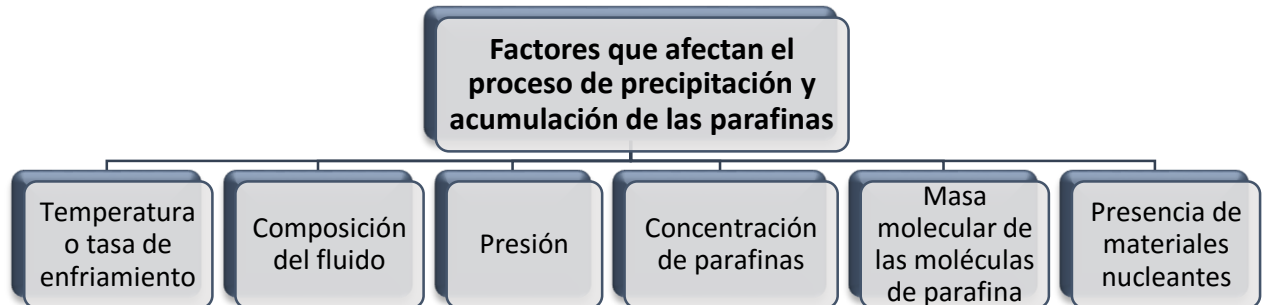 Factores que afectan el
proceso de precipitación y
acumulación de las parafinas
Temperatura
o tasa de
enfriamiento
Composición
del fluido
Presión
Concentración
de parafinas
Masa
molecular de
las moléculas
de parafina
Presencia de
materiales
nucleantes